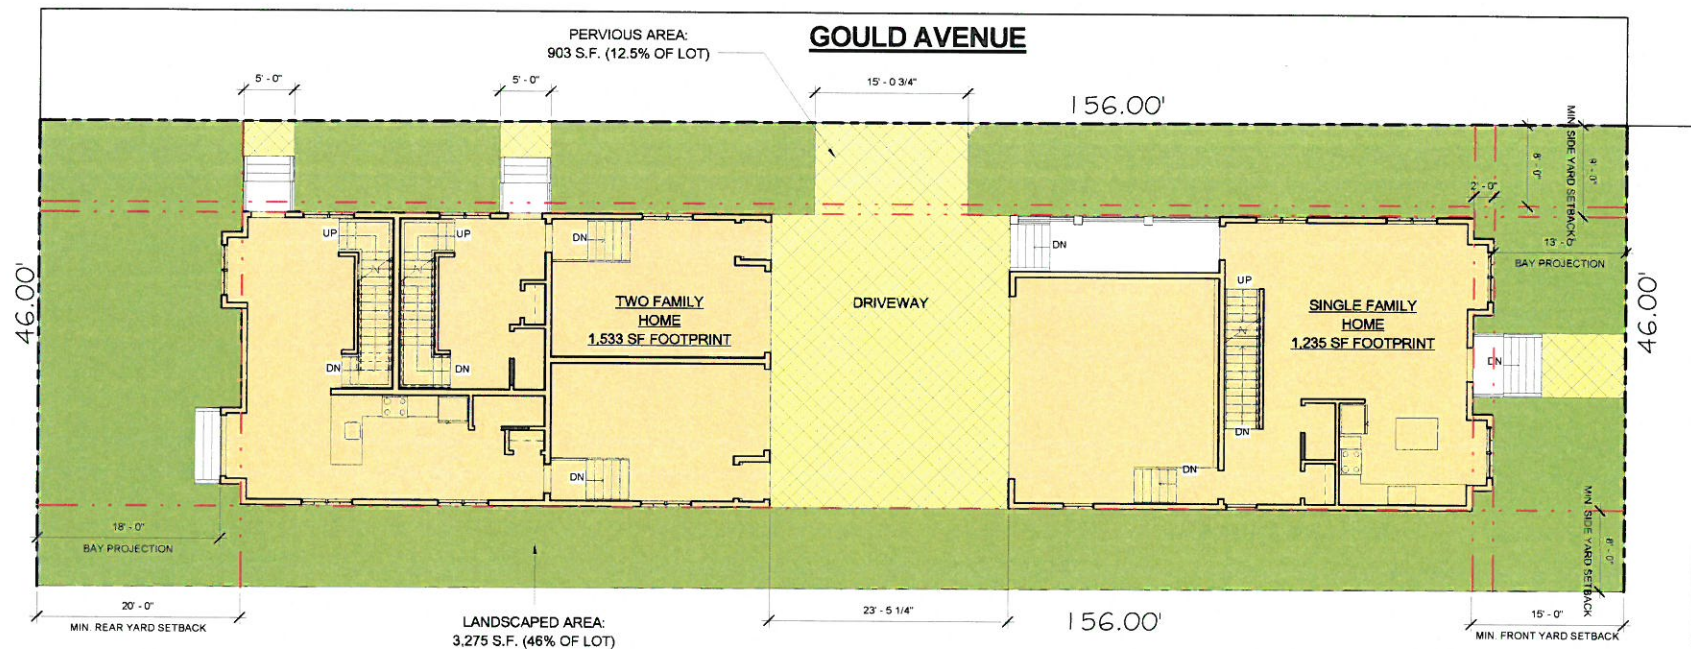 GOULD AVENUE
PERVIOUS AREA:
903 S.F. (12.5% OF LOT)
5' - 0"
5' - 0"
15' - 0 3/4"
156.00'
MIN. SIDE YARD SETBACKS
8' - 0"
9' - 0"
2' - 0"
13' - 0"
BAY PROJECTION
46.00'
46.00'
UP
UP
DN
DN
DN
DN
TWO FAMILY
HOME
1,533 SF FOOTPRINT
DN
DRIVEWAY
DN
UP
DN
DN
SINGLE FAMILY
HOME
1,235 SF FOOTPRINT
DN
MIN. SIDE YARD SETBACK
8' - 0"
18' - 0"
BAY PROJECTION
20' - 0"
MIN. REAR YARD SETBACK
LANDSCAPED AREA:
3,275 S.F. (46% OF LOT)
23' - 5 1/4"
156.00'
15' - 0"
MIN. FRONT YARD SETBACK